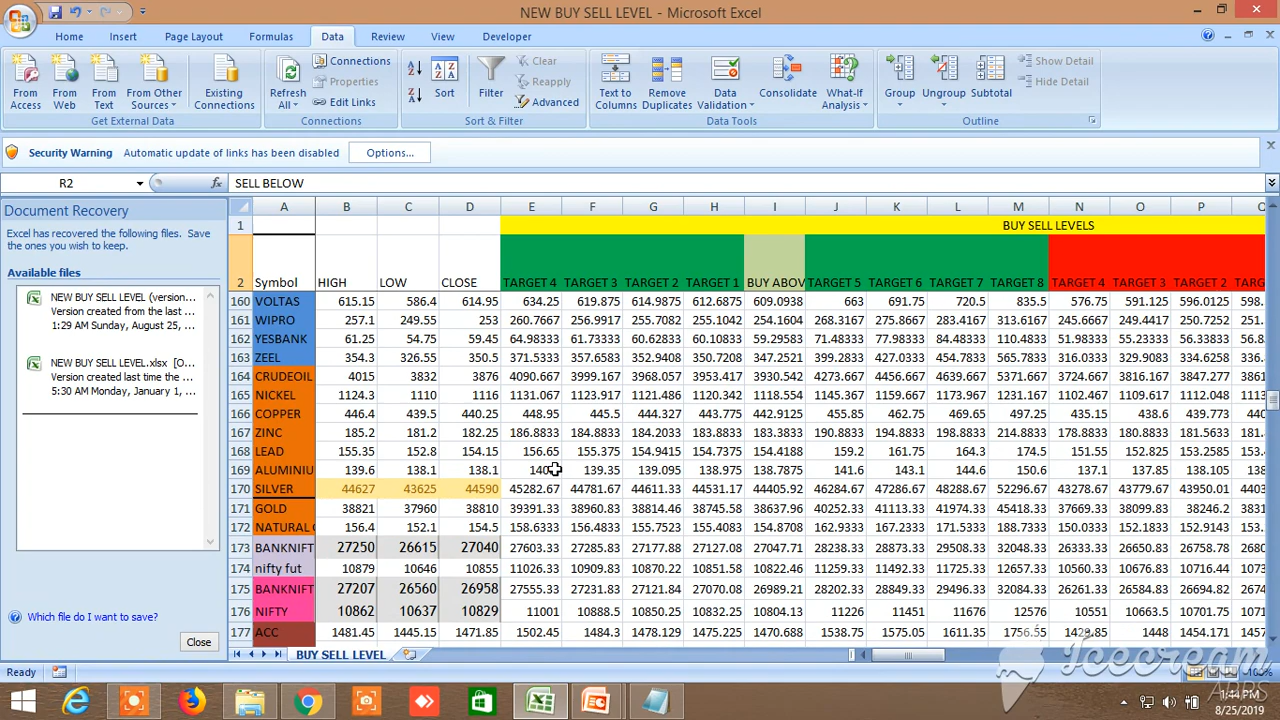 NEW BUY SELL LEVEL - Microsoft Excel
Home Insert Page Layout Formulas Data Review View Developer
From Access From Web From Text From Other Sources Existing Connections Refresh All Connections Properties Edit Links Sort Filter Clear Reapply Advanced Text to Columns Remove Duplicates Data Validation Consolidate What-If Analysis Group Ungroup Subtotal Show Detail Hide Detail
Get External Data Connections Sort & Filter Data Tools Outline
Security Warning Automatic update of links has been disabled Options...
R2 fx SELL BELOW
Document Recovery
Excel has recovered the following files. Save the ones you wish to keep.
Available files
NEW BUY SELL LEVEL (version...
Version created from the last ...
1:29 AM Sunday, August 25, ...
NEW BUY SELL LEVEL.xlsx [O...
Version created last time the ...
5:30 AM Monday, January 1, ...
Which file do I want to save?
Close
A B C D E F G H I J K L M N O P
1 BUY SELL LEVELS
2 Symbol HIGH LOW CLOSE TARGET 4 TARGET 3 TARGET 2 TARGET 1 BUY ABOV TARGET 5 TARGET 6 TARGET 7 TARGET 8 TARGET 4 TARGET 3 TARGET 2
160 VOLTAS 615.15 586.4 614.95 634.25 619.875 614.9875 612.6875 609.0938 663 691.75 720.5 835.5 576.75 591.125 596.0125 598.
161 WIPRO 257.1 249.55 253 260.7667 256.9917 255.7082 255.1042 254.1604 268.3167 275.8667 283.4167 313.6167 245.6667 249.4417 250.7252 251.
162 YESBANK 61.25 54.75 59.45 64.98333 61.73333 60.62833 60.10833 59.29583 71.48333 77.98333 84.48333 110.4833 51.98333 55.23333 56.33833 56.
163 ZEEL 354.3 326.55 350.5 371.5333 357.6583 352.9408 350.7208 347.2521 399.2833 427.0333 454.7833 565.7833 316.0333 329.9083 334.6258 336.
164 CRUDEOIL 4015 3832 3876 4090.667 3999.167 3968.057 3953.417 3930.542 4273.667 4456.667 4639.667 5371.667 3724.667 3816.167 3847.277 3861
165 NICKEL 1124.3 1110 1116 1131.067 1123.917 1121.486 1120.342 1118.554 1145.367 1159.667 1173.967 1231.167 1102.467 1109.617 1112.048 1113
166 COPPER 446.4 439.5 440.25 448.95 445.5 444.327 443.775 442.9125 455.85 462.75 469.65 497.25 435.15 438.6 439.773 440
167 ZINC 185.2 181.2 182.25 186.8833 184.8833 184.2033 183.8833 183.3833 190.8833 194.8833 198.8833 214.8833 178.8833 180.8833 181.5633 181.
168 LEAD 155.35 152.8 154.15 156.65 155.375 154.9415 154.7375 154.4188 159.2 161.75 164.3 174.5 151.55 152.825 153.2585 153.
169 ALUMINIU 139.6 138.1 138.1 139.35 139.095 138.975 138.7875 141.6 143.1 144.6 150.6 137.1 137.85 138.105 138.
170 SILVER 44627 43625 44590 45282.67 44781.67 44611.33 44531.17 44405.92 46284.67 47286.67 48288.67 52296.67 43278.67 43779.67 43950.01 4403
171 GOLD 38821 37960 38810 39391.33 38960.83 38814.46 38745.58 38637.96 40252.33 41113.33 41974.33 45418.33 37669.33 38099.83 38246.2 3831
172 NATURAL 156.4 152.1 154.5 158.6333 156.4833 155.7523 155.4083 154.8708 162.9333 167.2333 171.5333 188.7333 150.0333 152.1833 152.9143 153.
173 BANKNIFT 27250 26615 27040 27603.33 27285.83 27177.88 27127.08 27047.71 28238.33 28873.33 29508.33 32048.33 26333.33 26650.83 26758.78 2680
174 nifty fut 10879 10646 10855 11026.33 10909.83 10870.22 10851.58 10822.46 11259.33 11492.33 11725.33 12657.33 10560.33 10676.83 10716.44 1073
BANKNIFT 27207 26560 26958 27555.33 27231.83 27121.84 27070.08 26989.21 28202.33 28849.33 29496.33 32084.33 26261.33 26584.83 26694.82 2674
176 NIFTY 10862 10637 10829 11001 10888.5 10850.25 10832.25 10804.13 11226 11451 11676 12576 10551 10663.5 10701.75 1071
177 ACC 1481.45 1445.15 1471.85 1502.45 1484.3 1478.129 1475.225 1470.688 1538.75 1575.05 1611.35 1756.55 1429.85 1448 1454.171 1457
BUY SELL LEVEL
Ready 100%
Icecream
APPS
1:44 PM
8/25/2019